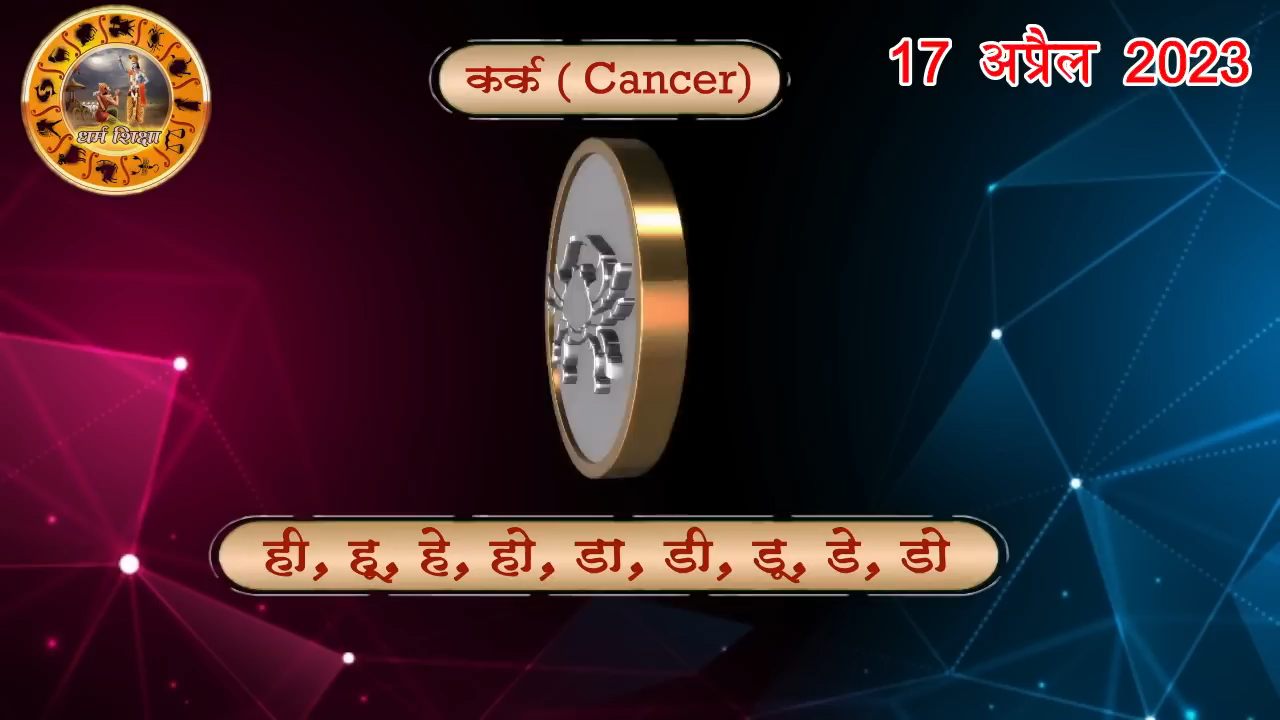 धर्म शिक्षा
कर्क ( Cancer)
17 अप्रैल 2023
ही, हू, हे, हो, डा, डी, डू, डे, डो